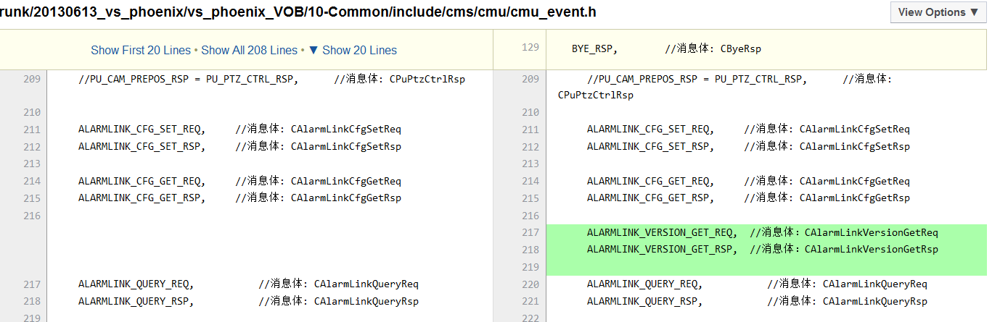 runk/20130613_vs_phoenix/vs_phoenix_VOB/10-Common/include/cms/cmu/cmu_event.h
View Options ▼
Show First 20 Lines • Show All 208 Lines • ▼ Show 20 Lines
129 BYE_RSP, //消息体: CByeRsp
209 //PU_CAM_PREPOS_RSP = PU_PTZ_CTRL_RSP, //消息体: CPuPtzCtrlRsp
210
211 ALARMLINK_CFG_SET_REQ, //消息体: CAlarmLinkCfgSetReq
212 ALARMLINK_CFG_SET_RSP, //消息体: CAlarmLinkCfgSetRsp
213
214 ALARMLINK_CFG_GET_REQ, //消息体: CAlarmLinkCfgGetReq
215 ALARMLINK_CFG_GET_RSP, //消息体: CAlarmLinkCfgGetRsp
216
217 ALARMLINK_QUERY_REQ, //消息体: CAlarmLinkQueryReq
218 ALARMLINK_QUERY_RSP, //消息体: CAlarmLinkQueryRsp
219
209 //PU_CAM_PREPOS_RSP = PU_PTZ_CTRL_RSP, //消息体:
CPuPtzCtrlRsp
210
211 ALARMLINK_CFG_SET_REQ, //消息体: CAlarmLinkCfgSetReq
212 ALARMLINK_CFG_SET_RSP, //消息体: CAlarmLinkCfgSetRsp
213
214 ALARMLINK_CFG_GET_REQ, //消息体: CAlarmLinkCfgGetReq
215 ALARMLINK_CFG_GET_RSP, //消息体: CAlarmLinkCfgGetRsp
216
217 ALARMLINK_VERSION_GET_REQ, //消息体：CAlarmLinkVersionGetReq
218 ALARMLINK_VERSION_GET_RSP, //消息体：CAlarmLinkVersionGetRsp
219
220 ALARMLINK_QUERY_REQ, //消息体: CAlarmLinkQueryReq
221 ALARMLINK_QUERY_RSP, //消息体: CAlarmLinkQueryRsp
222